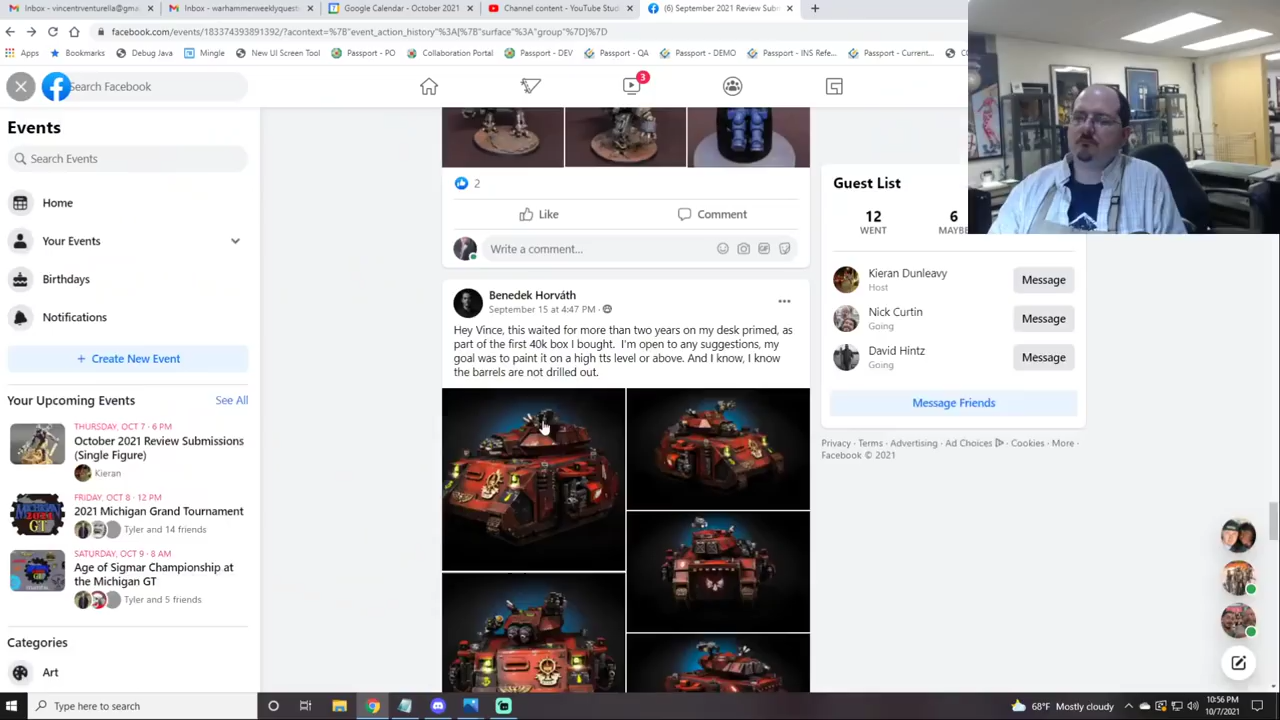 Inbox - vincentrventurella@gma
Inbox - warhammerweeklyquest
Google Calendar - October 2021
Channel content - YouTube Stu
(6) September 2021 Review Sub
facebook.com/events/183374393891392/?acontext=%7B"event_action_history"%3A[%7B"surface"%3A"group"%7D]%7D
Apps
Bookmarks
Debug Java
Mingle
New UI Screen Tool
Passport - PO
Collaboration Portal
Passport - DEV
Passport - QA
Passport - DEMO
Passport - INS Refe...
Passport - Current...
Search Facebook
3
Events
Search Events
Home
Your Events
Birthdays
Notifications
+ Create New Event
Your Upcoming Events
See All
THURSDAY, OCT 7 · 6 PM
October 2021 Review Submissions
(Single Figure)
Kieran
FRIDAY, OCT 8 · 12 PM
2021 Michigan Grand Tournament
Tyler and 14 friends
SATURDAY, OCT 9 · 8 AM
Age of Sigmar Championship at
the Michigan GT
Tyler and 5 friends
Categories
Art
2
Like
Comment
Write a comment...
Benedek Horváth
September 15 at 4:47 PM ·
Hey Vince, this waited for more than two years on my desk primed, as
part of the first 40k box I bought. I'm open to any suggestions, my
goal was to paint it on a high tts level or above. And I know, I know
the barrels are not drilled out.
Guest List
12
WENT
6
MAYBE
Kieran Dunleavy
Host
Message
Nick Curtin
Going
Message
David Hintz
Going
Message
Message Friends
Privacy · Terms · Advertising · Ad Choices · Cookies · More ·
Facebook © 2021
Type here to search
68°F Mostly cloudy
10:56 PM
10/7/2021